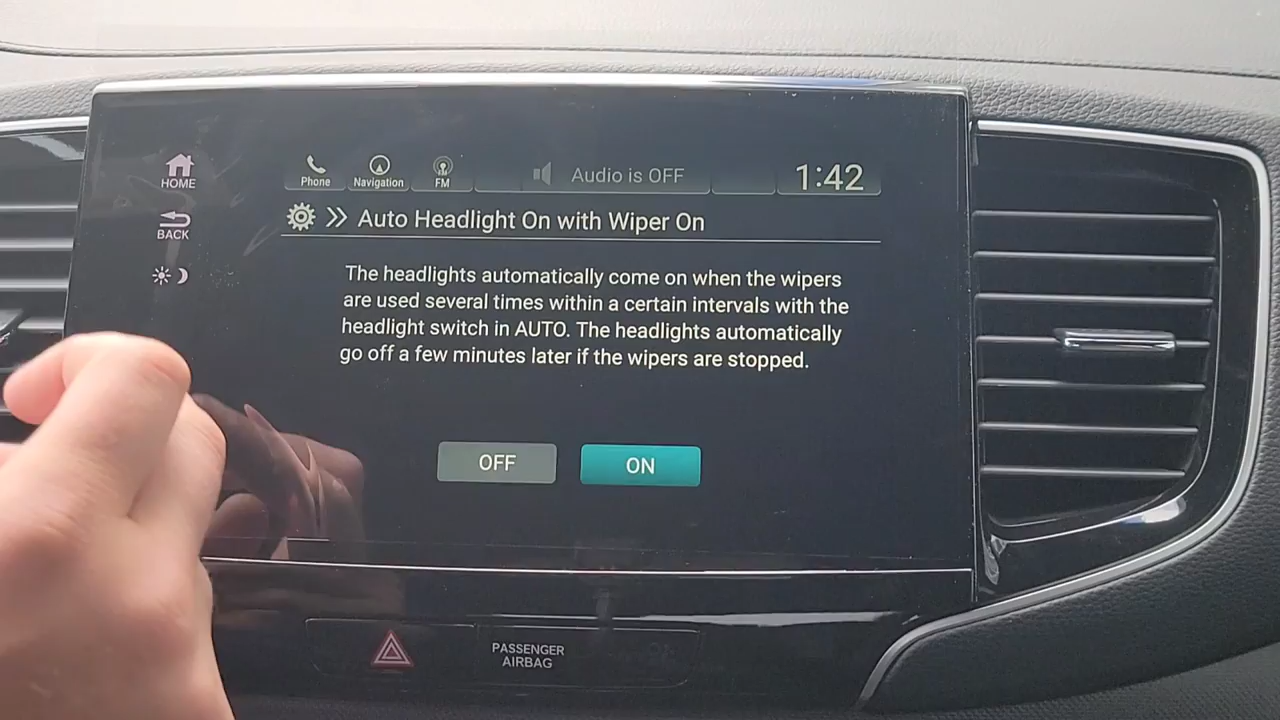 HOME
BACK
Phone
Navigation
FM
Audio is OFF
1:42
Auto Headlight On with Wiper On
The headlights automatically come on when the wipers
are used several times within a certain intervals with the
headlight switch in AUTO. The headlights automatically
go off a few minutes later if the wipers are stopped.
OFF
ON
PASSENGER
AIRBAG